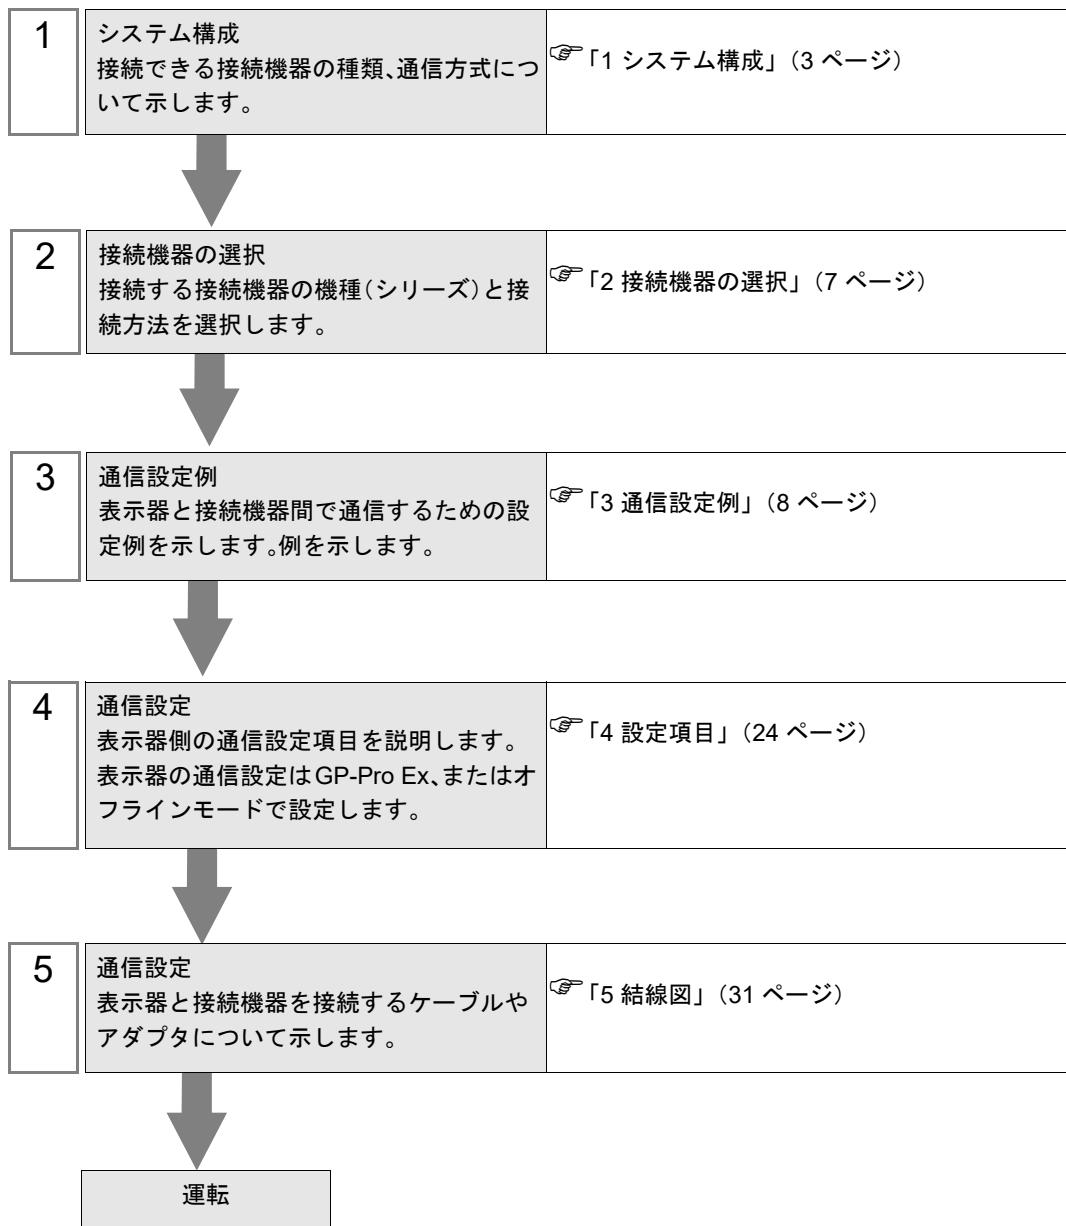 1
システム構成
接続できる接続機器の種類、通信方式につ
いて示します。
☞「1 システム構成」（3 ページ）
2
接続機器の選択
接続する接続機器の機種（シリーズ）と接
続方法を選択します。
☞「2 接続機器の選択」（7 ページ）
3
通信設定例
表示器と接続機器間で通信するための設
定例を示します。例を示します。
☞「3 通信設定例」（8 ページ）
4
通信設定
表示器側の通信設定項目を説明します。
表示器の通信設定はGP-Pro Ex、またはオ
フラインモードで設定します。
☞「4 設定項目」（24 ページ）
5
通信設定
表示器と接続機器を接続するケーブルや
アダプタについて示します。
☞「5 結線図」（31 ページ）
運転